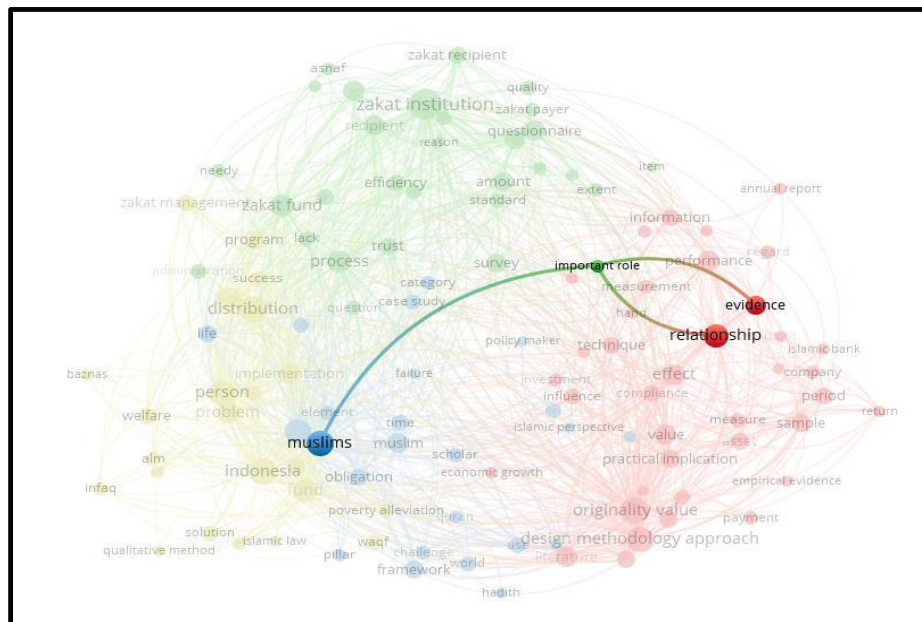 zakat recipient
asnaf
quality
zakat institution
zakat payer
recipient
questionnaire
reason
item
needy
efficiency
amount
extent
annual report
standard
zakat management
zakat fund
information
program
lack
trust
regard
process
survey
important role
performance
administration
success
category
measurement
distribution
case study
evidence
question
hand
life
relationship
policy maker
technique
islamic bank
baznas
implementation
failure
effect
company
person
investment
compliance
period
welfare
problem
element
influence
return
time
islamic perspective
measure
sample
muslims
muslim
value
asset
alm
scholar
practical implication
indonesia
obligation
economic growth
empirical evidence
infaq
fund
poverty alleviation
originality value
quran
payment
solution
islamic law
waqf
design methodology approach
qualitative method
pillar
challenge
use
literature
framework
world
hadith